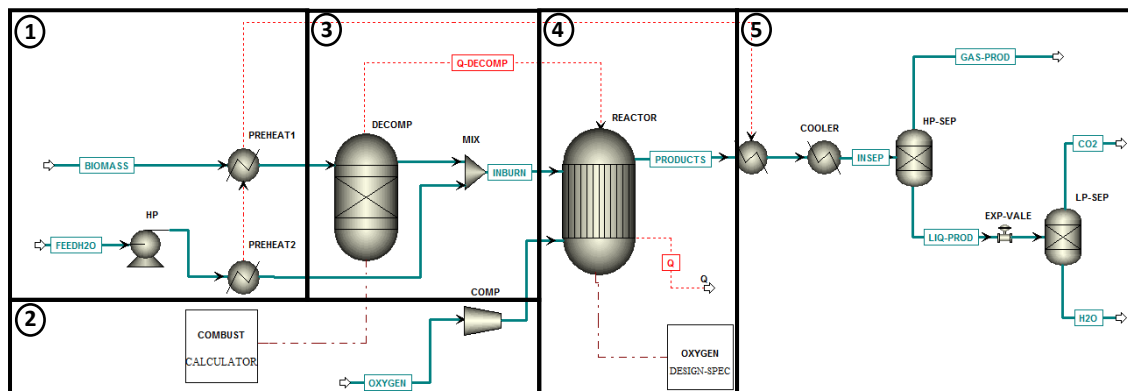 1
3
4
5
Q-DECOMP
GAS-PROD
REACTOR
DECOMP
HP-SEP
PREHEAT1
MIX
COOLER
CO2
BIOMASS
INBURN
PRODUCTS
INSEP
LP-SEP
HP
EXP-VALE
FEEDH2O
LIQ-PROD
PREHEAT2
Q
Q
COMP
2
H2O
COMBUST
CALCULATOR
OXYGEN
DESIGN-SPEC
OXYGEN